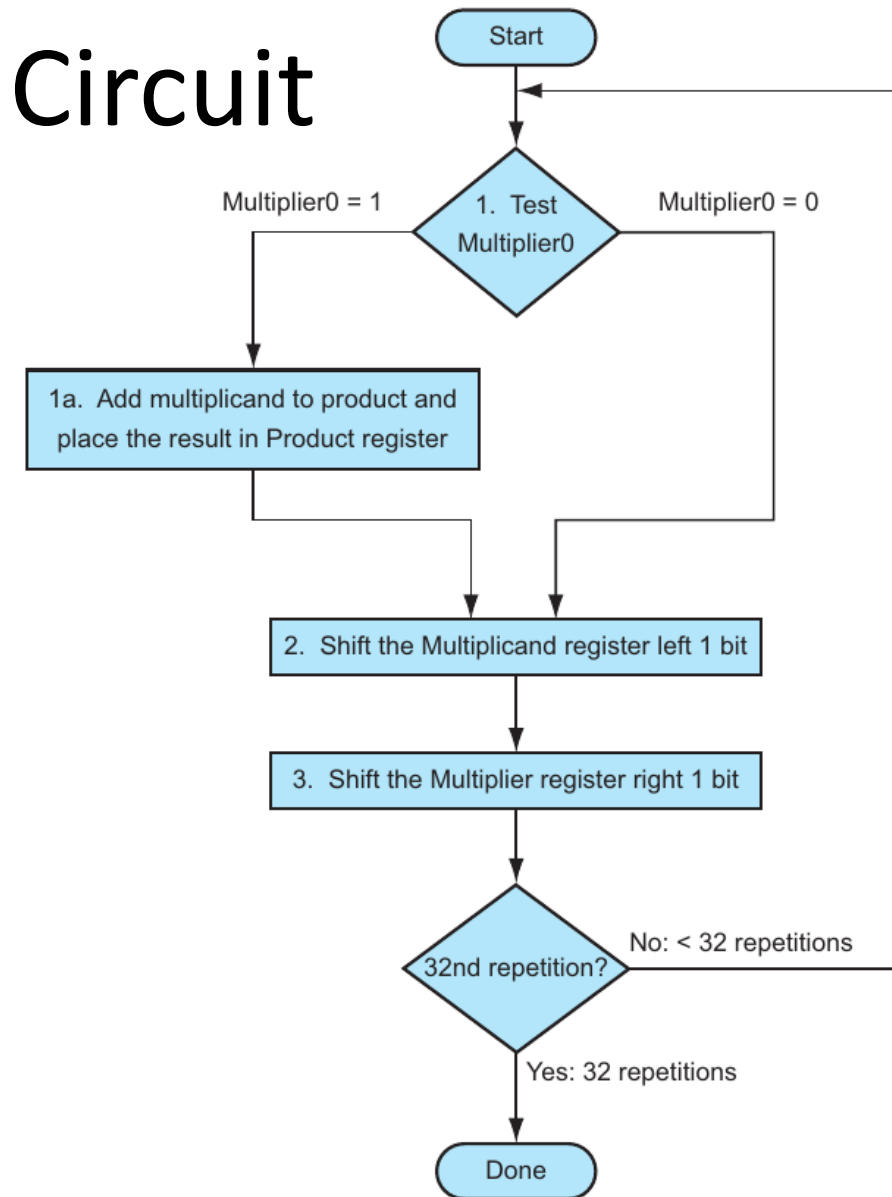 Circuit
Start
Multiplier0 = 1
1. Test
Multiplier0
Multiplier0 = 0
1a. Add multiplicand to product and
place the result in Product register
2. Shift the Multiplicand register left 1 bit
3. Shift the Multiplier register right 1 bit
32nd repetition?
No: < 32 repetitions
Yes: 32 repetitions
Done